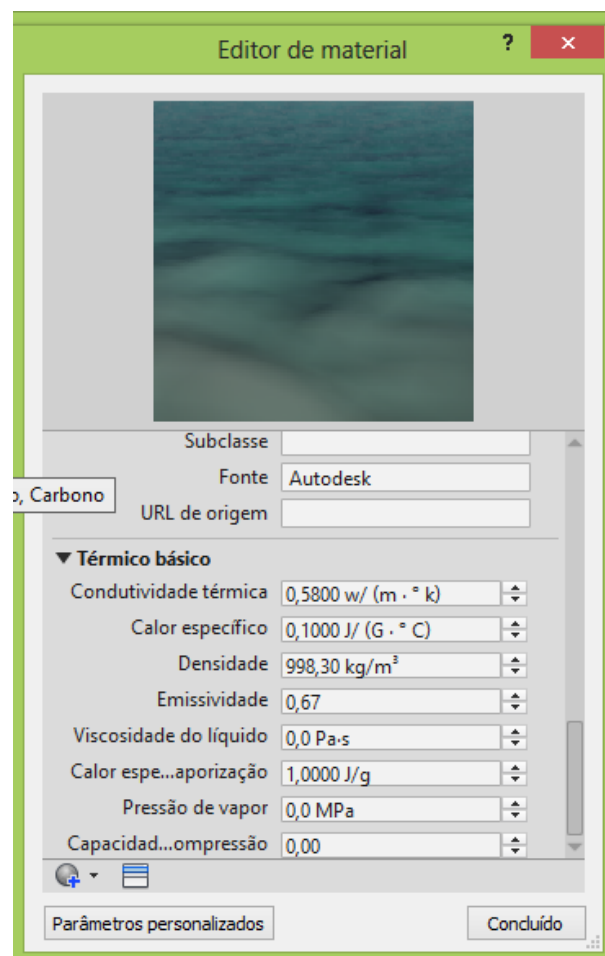 Editor de material
?
×
Subclasse
Fonte Autodesk
o, Carbono
URL de origem
Térmico básico
Condutividade térmica 0,5800 w/ (m · ° k)
Calor específico 0,1000 J/ (G · ° C)
Densidade 998,30 kg/m³
Emissividade 0,67
Viscosidade do líquido 0,0 Pa·s
Calor espe...aporização 1,0000 J/g
Pressão de vapor 0,0 MPa
Capacidad...ompressão 0,00
Parâmetros personalizados
Concluído